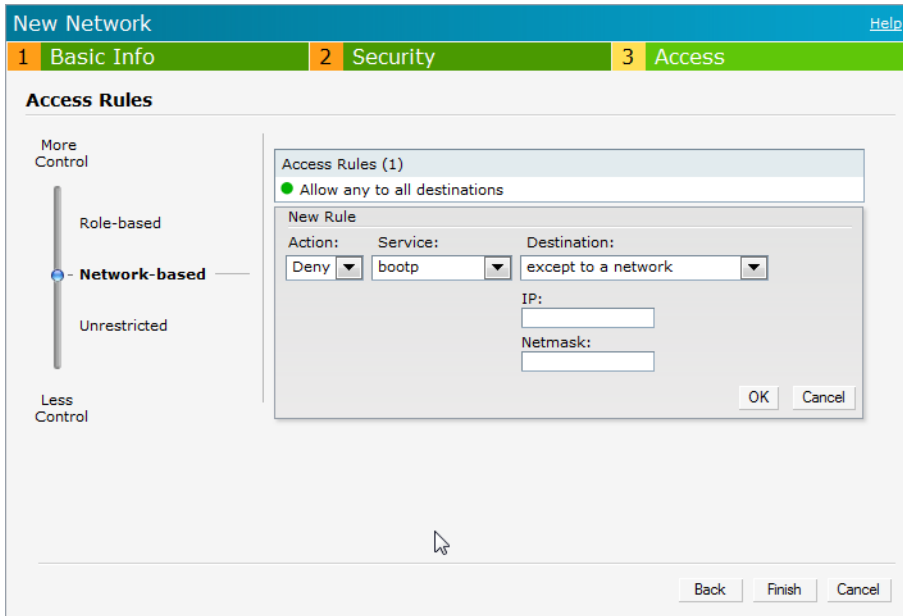 New Network
Help
1 Basic Info 2 Security 3 Access
Access Rules
More
Control
Role-based
Network-based
Unrestricted
Less
Control
Access Rules (1)
Allow any to all destinations
New Rule
Action: Service: Destination:
Deny bootp except to a network
IP:
Netmask:
OK Cancel
Back Finish Cancel